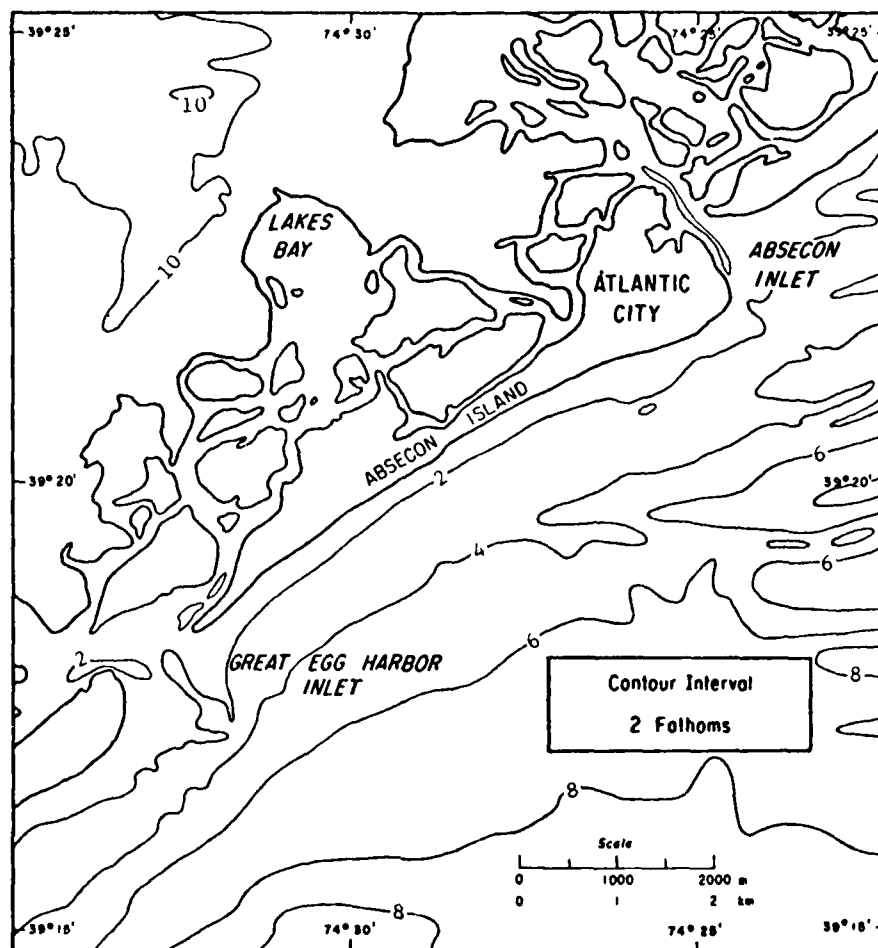 39° 25'
74° 30'
74° 25'
39° 25'
10
LAKES
BAY
10
ABSECON
INLET
ATLANTIC
CITY
ABSECON ISLAND
39° 20'
2
6
39° 20'
4
6
6
2
GREAT EGG HARBOR
INLET
8
Contour Interval
2 Fathoms
8
Scale
0 1000 2000 m
0 1 2 km
8
39° 15'
74° 30'
74° 25'
39° 15'